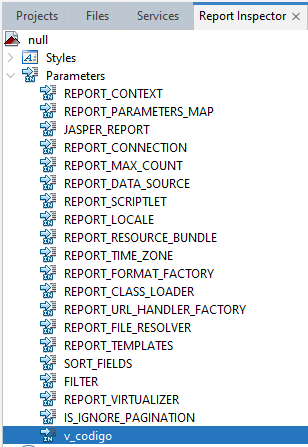 Projects Files Services Report Inspector ×
null
Styles
Parameters
REPORT_CONTEXT
REPORT_PARAMETERS_MAP
JASPER_REPORT
REPORT_CONNECTION
REPORT_MAX_COUNT
REPORT_DATA_SOURCE
REPORT_SCRIPTLET
REPORT_LOCALE
REPORT_RESOURCE_BUNDLE
REPORT_TIME_ZONE
REPORT_FORMAT_FACTORY
REPORT_CLASS_LOADER
REPORT_URL_HANDLER_FACTORY
REPORT_FILE_RESOLVER
REPORT_TEMPLATES
SORT_FIELDS
FILTER
REPORT_VIRTUALIZER
IS_IGNORE_PAGINATION
v_codigo